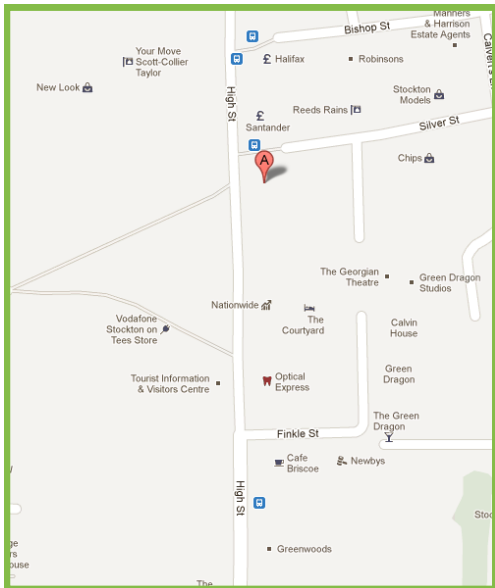 Manners
& Harrison
Estate Agents
Bishop St
Your Move
Scott-Collier
Taylor
£ Halifax
Robinsons
New Look
High St
£
Santander
Reeds Rains
Stockton
Models
Silver St
Chips
A
The Georgian
Theatre
Green Dragon
Studios
Nationwide
The
Courtyard
Calvin
House
Vodafone
Stockton on
Tees Store
Tourist Information
& Visitors Centre
Optical
Express
Green
Dragon
The Green
Dragon
Finkle St
Cafe
Briscoe
Newbys
High St
Greenwoods
The